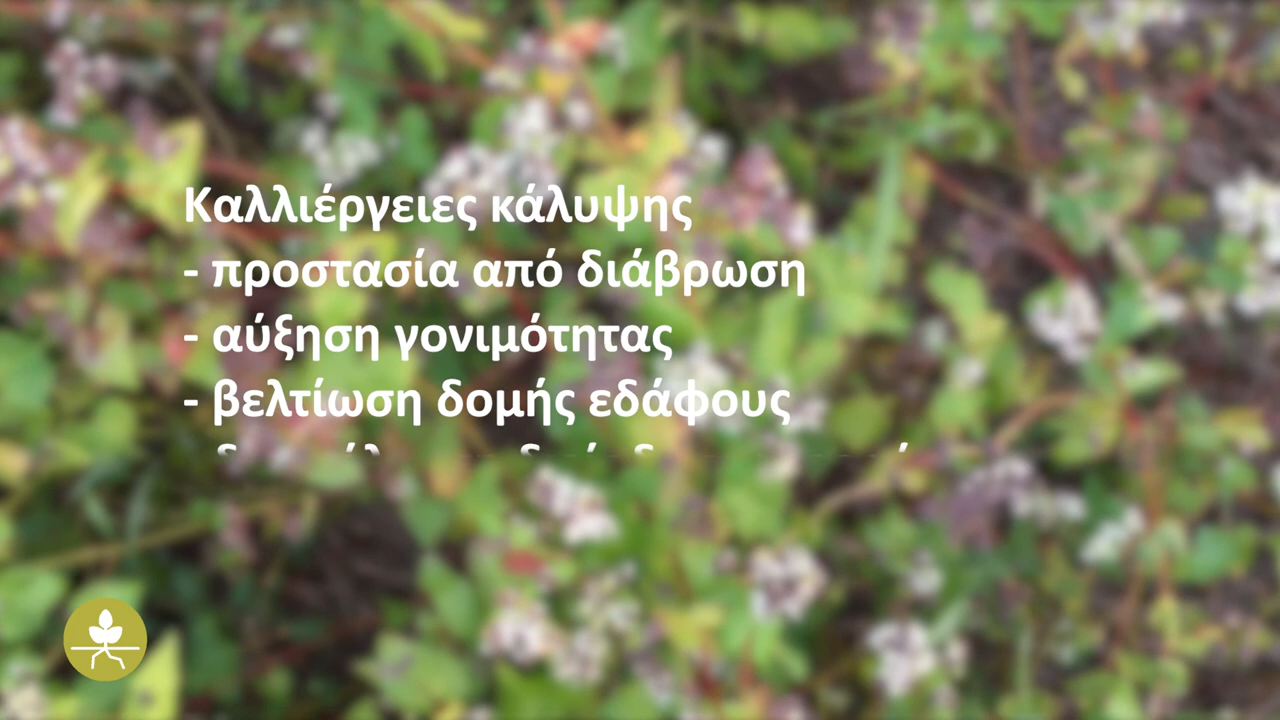 Καλλιέργειες κάλυψης
- προστασία από διάβρωση
- αύξηση γονιμότητας
- βελτίωση δομής εδάφους